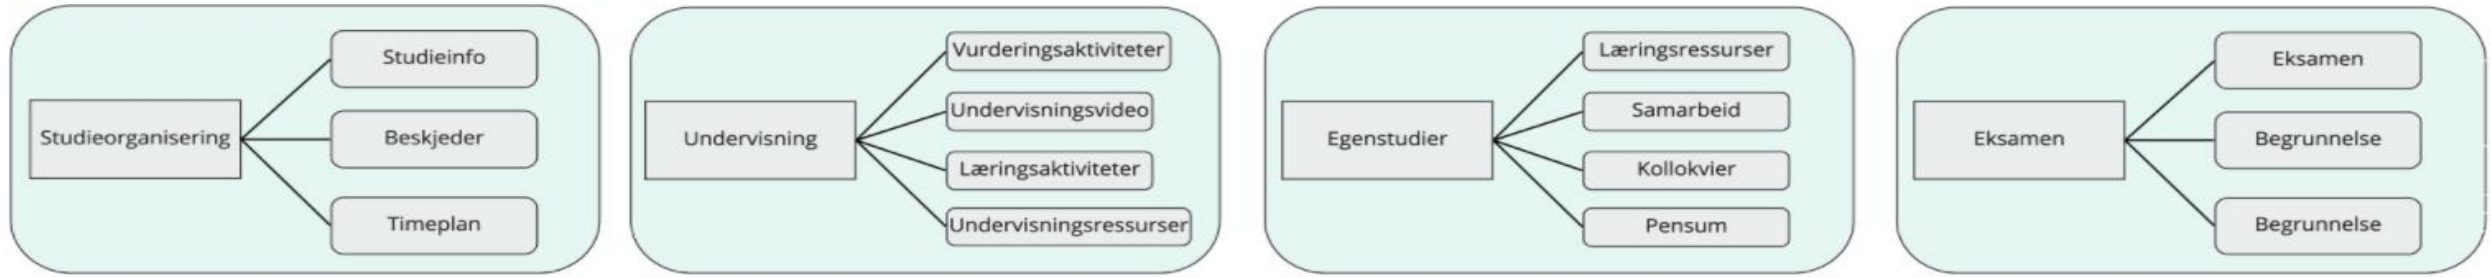 Studieorganisering
Studieinfo
Beskjeder
Timeplan
Undervisning
Vurderingsaktiviteter
Undervisningsvideo
Læringsaktiviteter
Undervisningsressurser
Egenstudier
Læringsressurser
Samarbeid
Kollokvier
Pensum
Eksamen
Eksamen
Begrunnelse
Begrunnelse